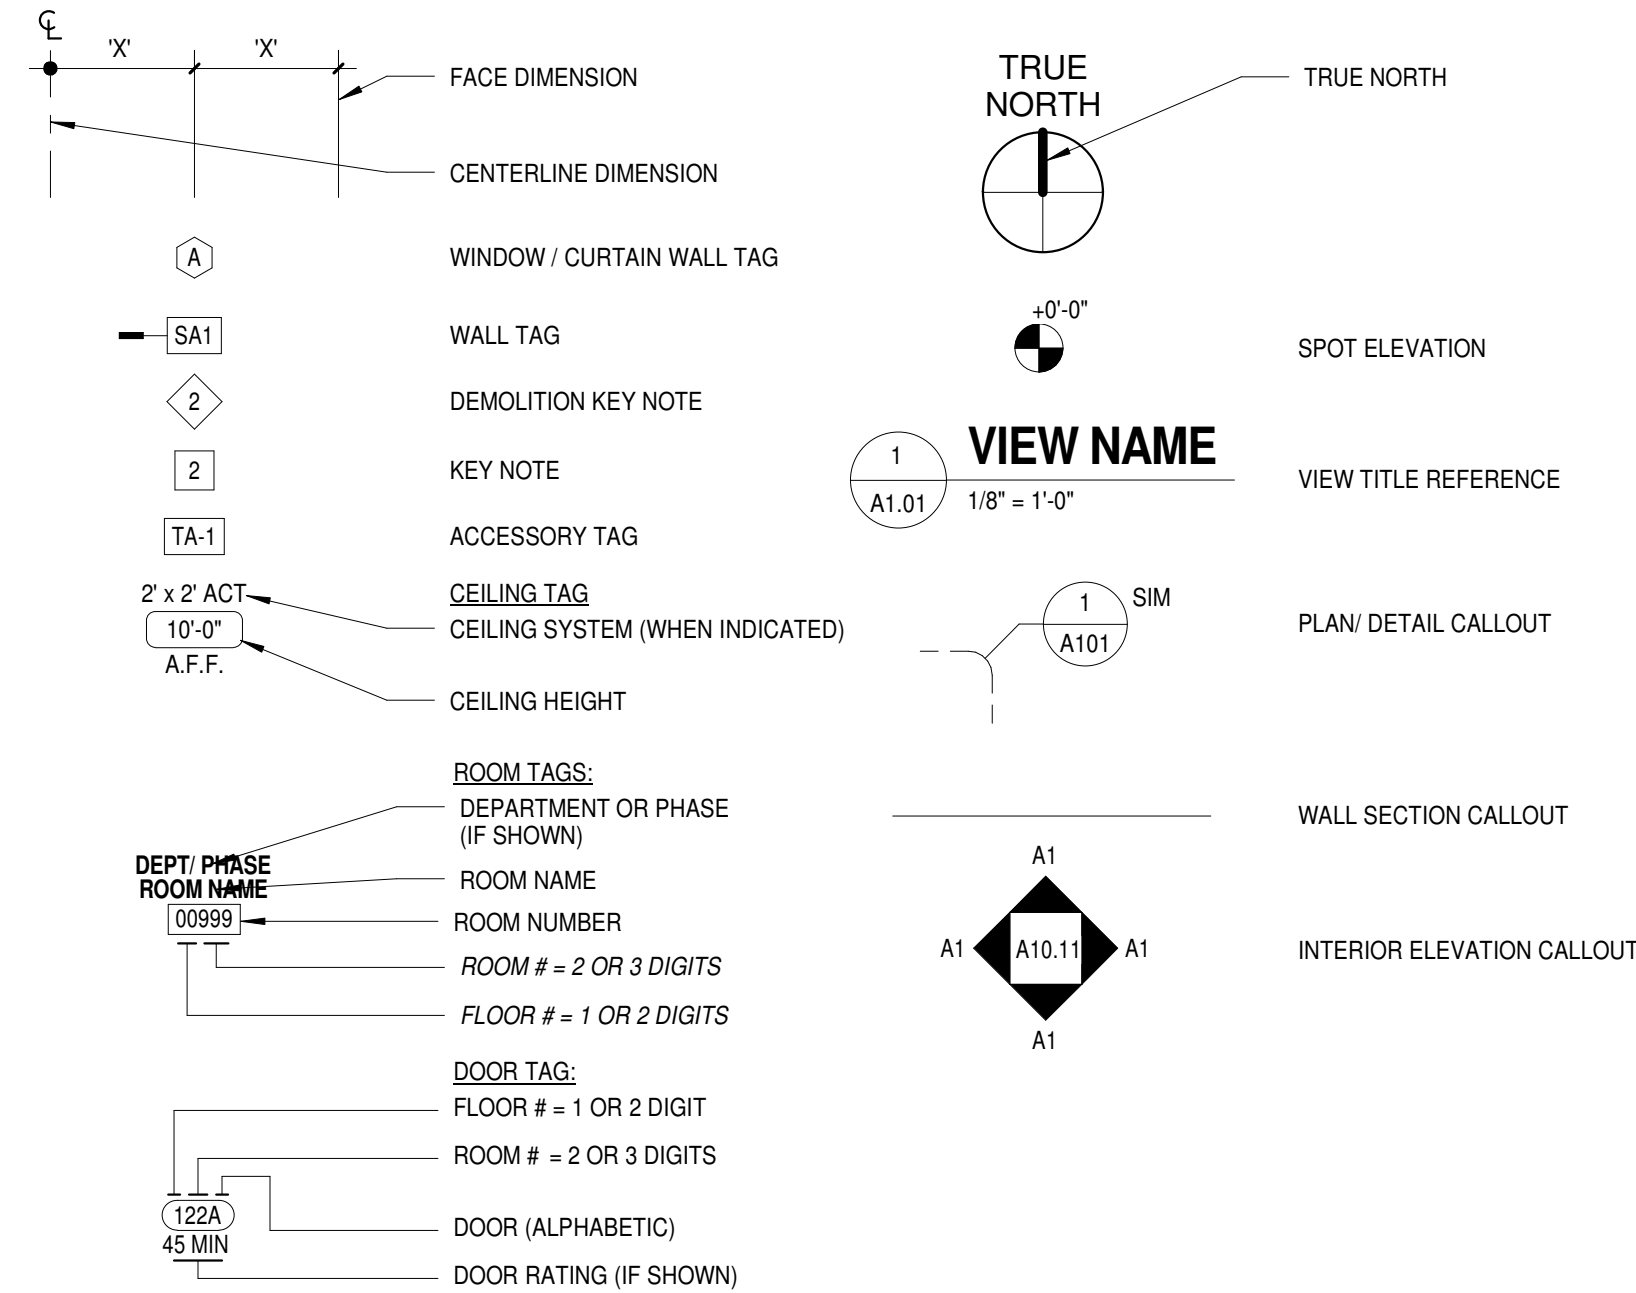 ℄
'X'
'X'
FACE DIMENSION
CENTERLINE DIMENSION
A
WINDOW / CURTAIN WALL TAG
SA1
WALL TAG
2
DEMOLITION KEY NOTE
2
KEY NOTE
TA-1
ACCESSORY TAG
2' x 2' ACT
10'-0"
A.F.F.
CEILING TAG
CEILING SYSTEM (WHEN INDICATED)
CEILING HEIGHT
ROOM TAGS:
DEPARTMENT OR PHASE
(IF SHOWN)
DEPT/ PHASE
ROOM NAME
ROOM NAME
00999
ROOM NUMBER
ROOM # = 2 OR 3 DIGITS
FLOOR # = 1 OR 2 DIGITS
DOOR TAG:
FLOOR # = 1 OR 2 DIGIT
ROOM # = 2 OR 3 DIGITS
122A
45 MIN
DOOR (ALPHABETIC)
DOOR RATING (IF SHOWN)
TRUE
NORTH
TRUE NORTH
+0'-0"
SPOT ELEVATION
1
A1.01
VIEW NAME
1/8" = 1'-0"
VIEW TITLE REFERENCE
1
A101
SIM
PLAN/ DETAIL CALLOUT
WALL SECTION CALLOUT
A1
A1
A10.11
A1
A1
INTERIOR ELEVATION CALLOUT